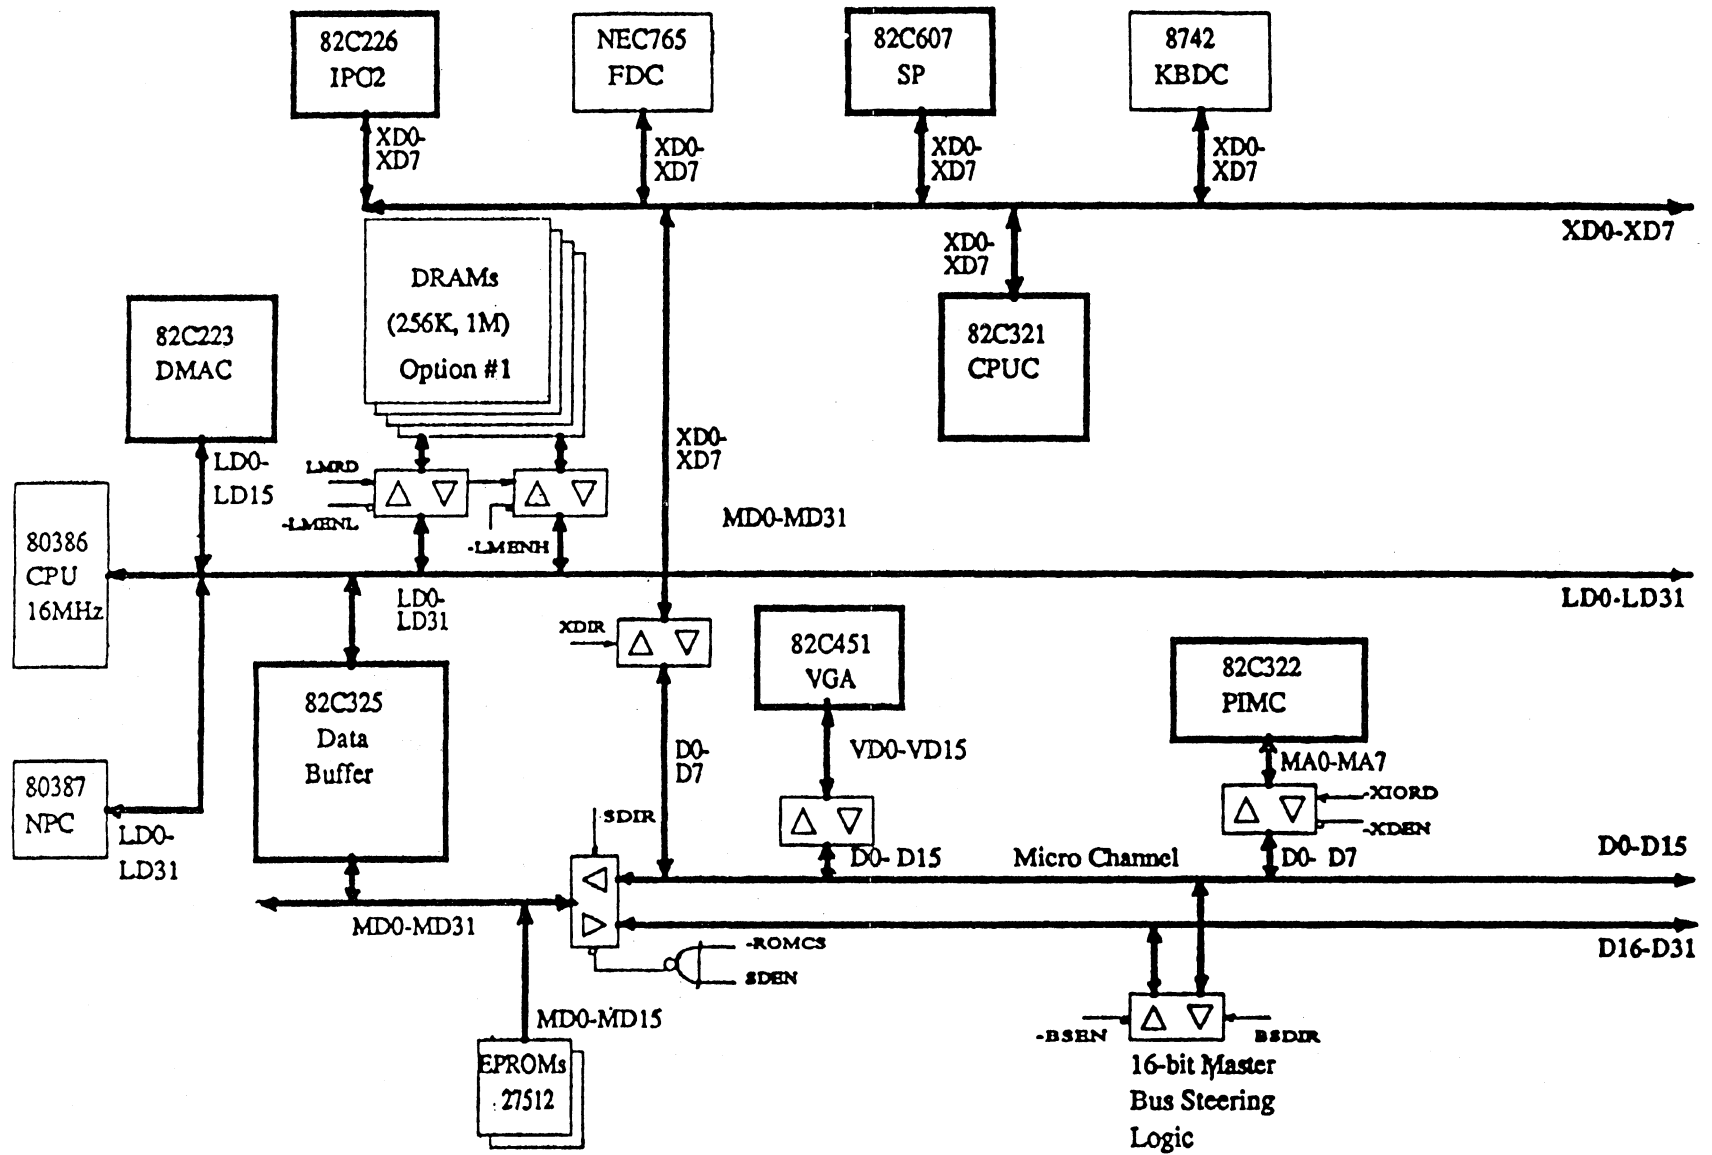 82C226
IPC2
NEC765
FDC
82C607
SP
8742
KBDC
XD0-
XD7
XD0-
XD7
XD0-
XD7
XD0-
XD7
XD0-XD7
XD0-
XD7
DRAMs
(256K, 1M)
Option #1
82C223
DMAC
82C321
CPUC
LD0-
LD15
LMRD
-LMENL
-LMENH
XD0-
XD7
MD0-MD31
80386
CPU
16MHz
LD0-
LD31
LD0-LD31
XDIR
82C451
VGA
82C322
PIMC
82C325
Data
Buffer
D0-
D7
VD0-VD15
MA0-MA7
80387
NPC
-XIORD
-XDEN
SDIR
LD0-
LD31
D0- D15
Micro Channel
D0- D7
D0-D15
MD0-MD31
-ROMCS
SDEN
D16-D31
MD0-MD15
-BSEN
BSDIR
EPROMs
27512
16-bit Master
Bus Steering
Logic